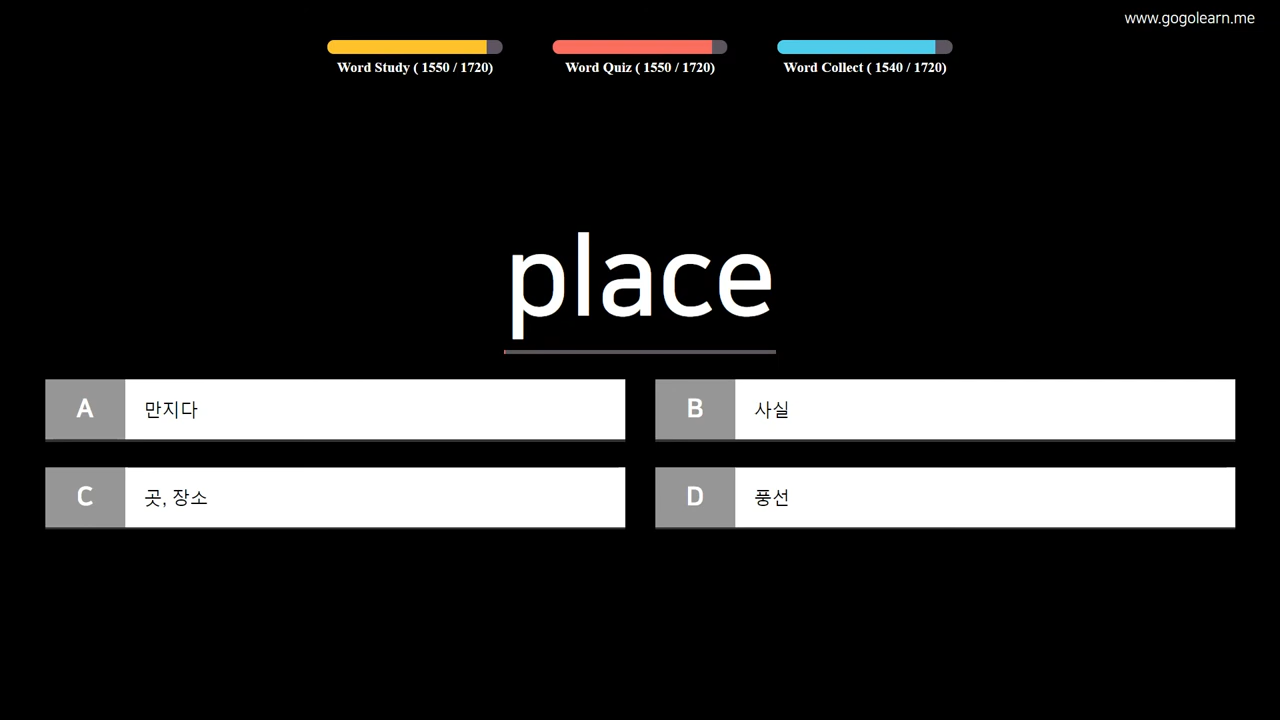 www.gogolearn.me
Word Study ( 1550 / 1720)
Word Quiz ( 1550 / 1720)
Word Collect ( 1540 / 1720)
place
A 만지다
B 사실
C 곳, 장소
D 풍선